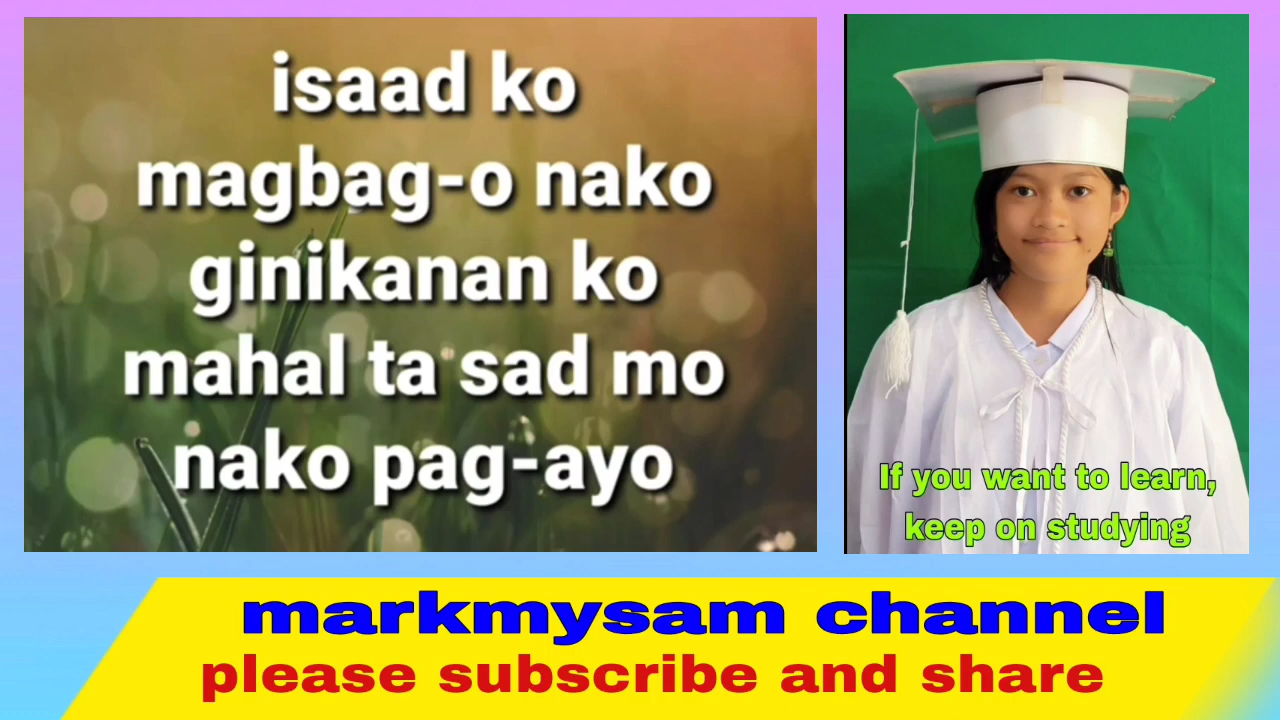 isaad ko
magbag-o nako
ginikanan ko
mahal ta sad mo
nako pag-ayo
If you want to learn,
keep on studying
markmysam channel
please subscribe and share